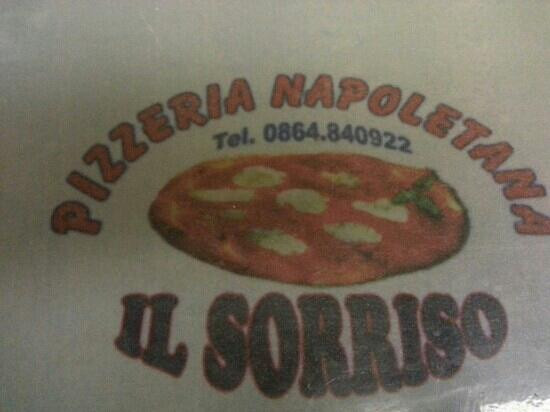 PIZZERIA NAPOLETANA
Tel. 0864.840922
IL SORRISO